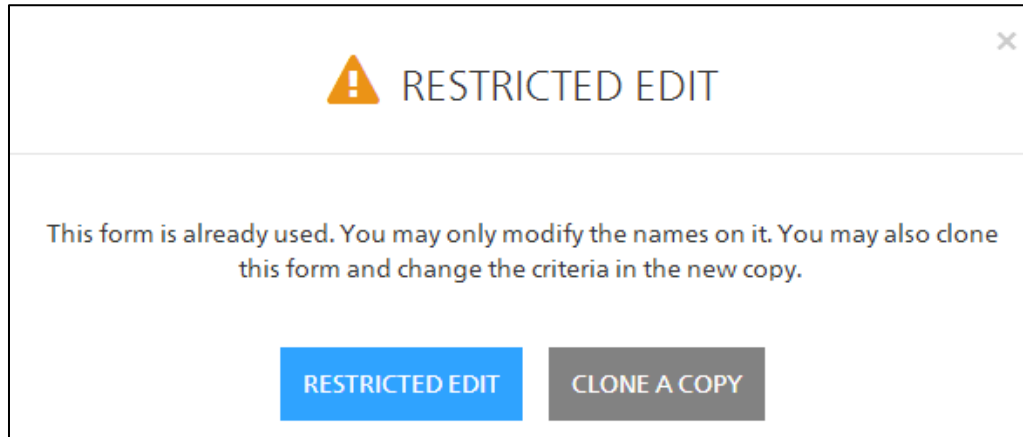 RESTRICTED EDIT
This form is already used. You may only modify the names on it. You may also clone
this form and change the criteria in the new copy.
RESTRICTED EDIT
CLONE A COPY